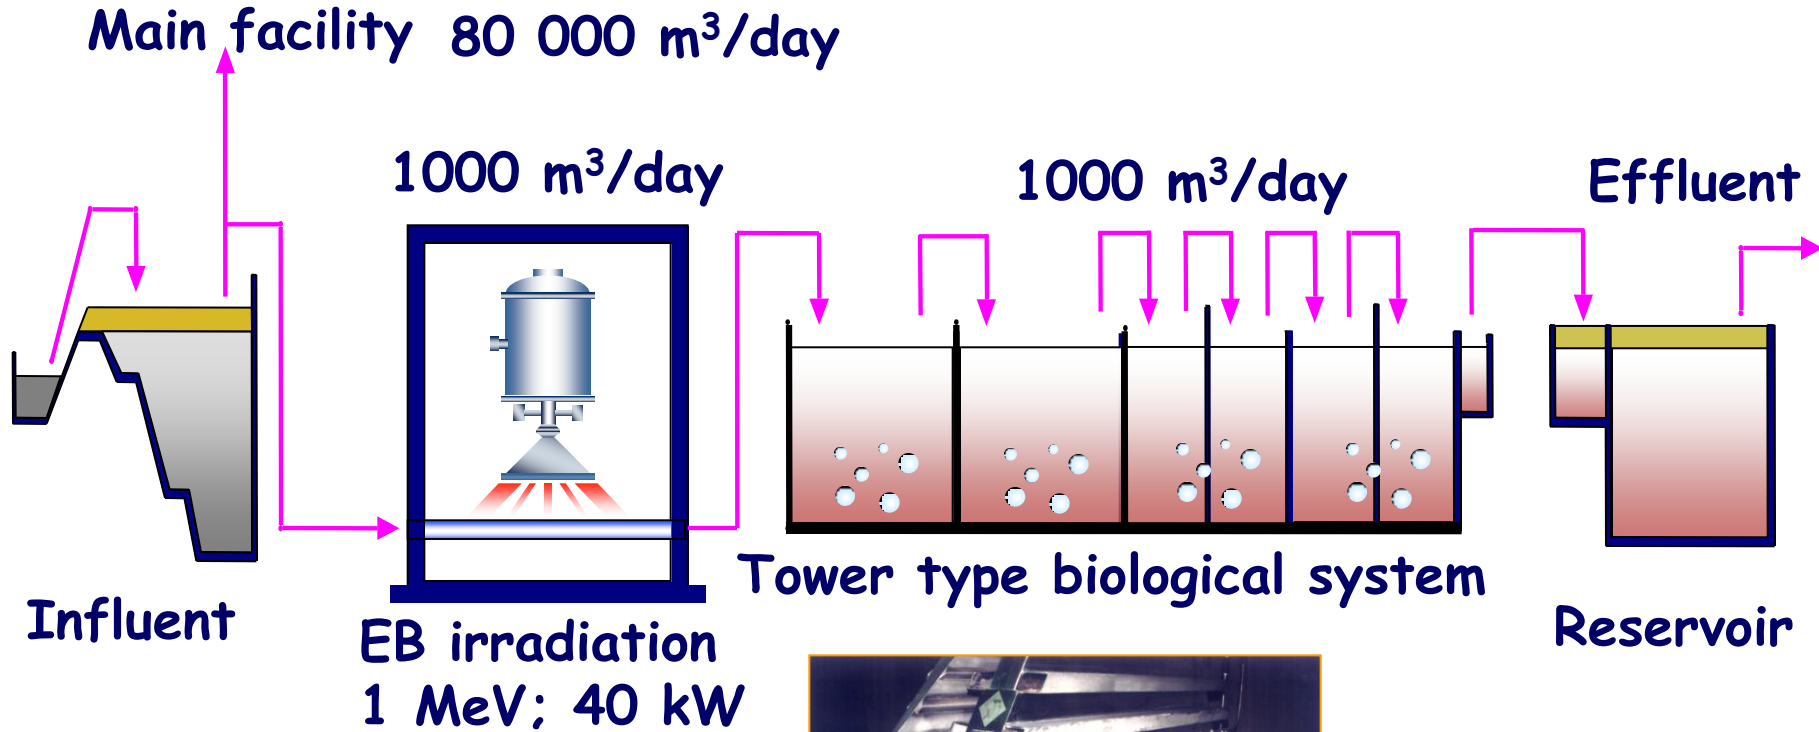 Main facility 80 000 m³/day
1000 m³/day
1000 m³/day
Effluent
Tower type biological system
Influent
EB irradiation
1 MeV; 40 kW
Reservoir